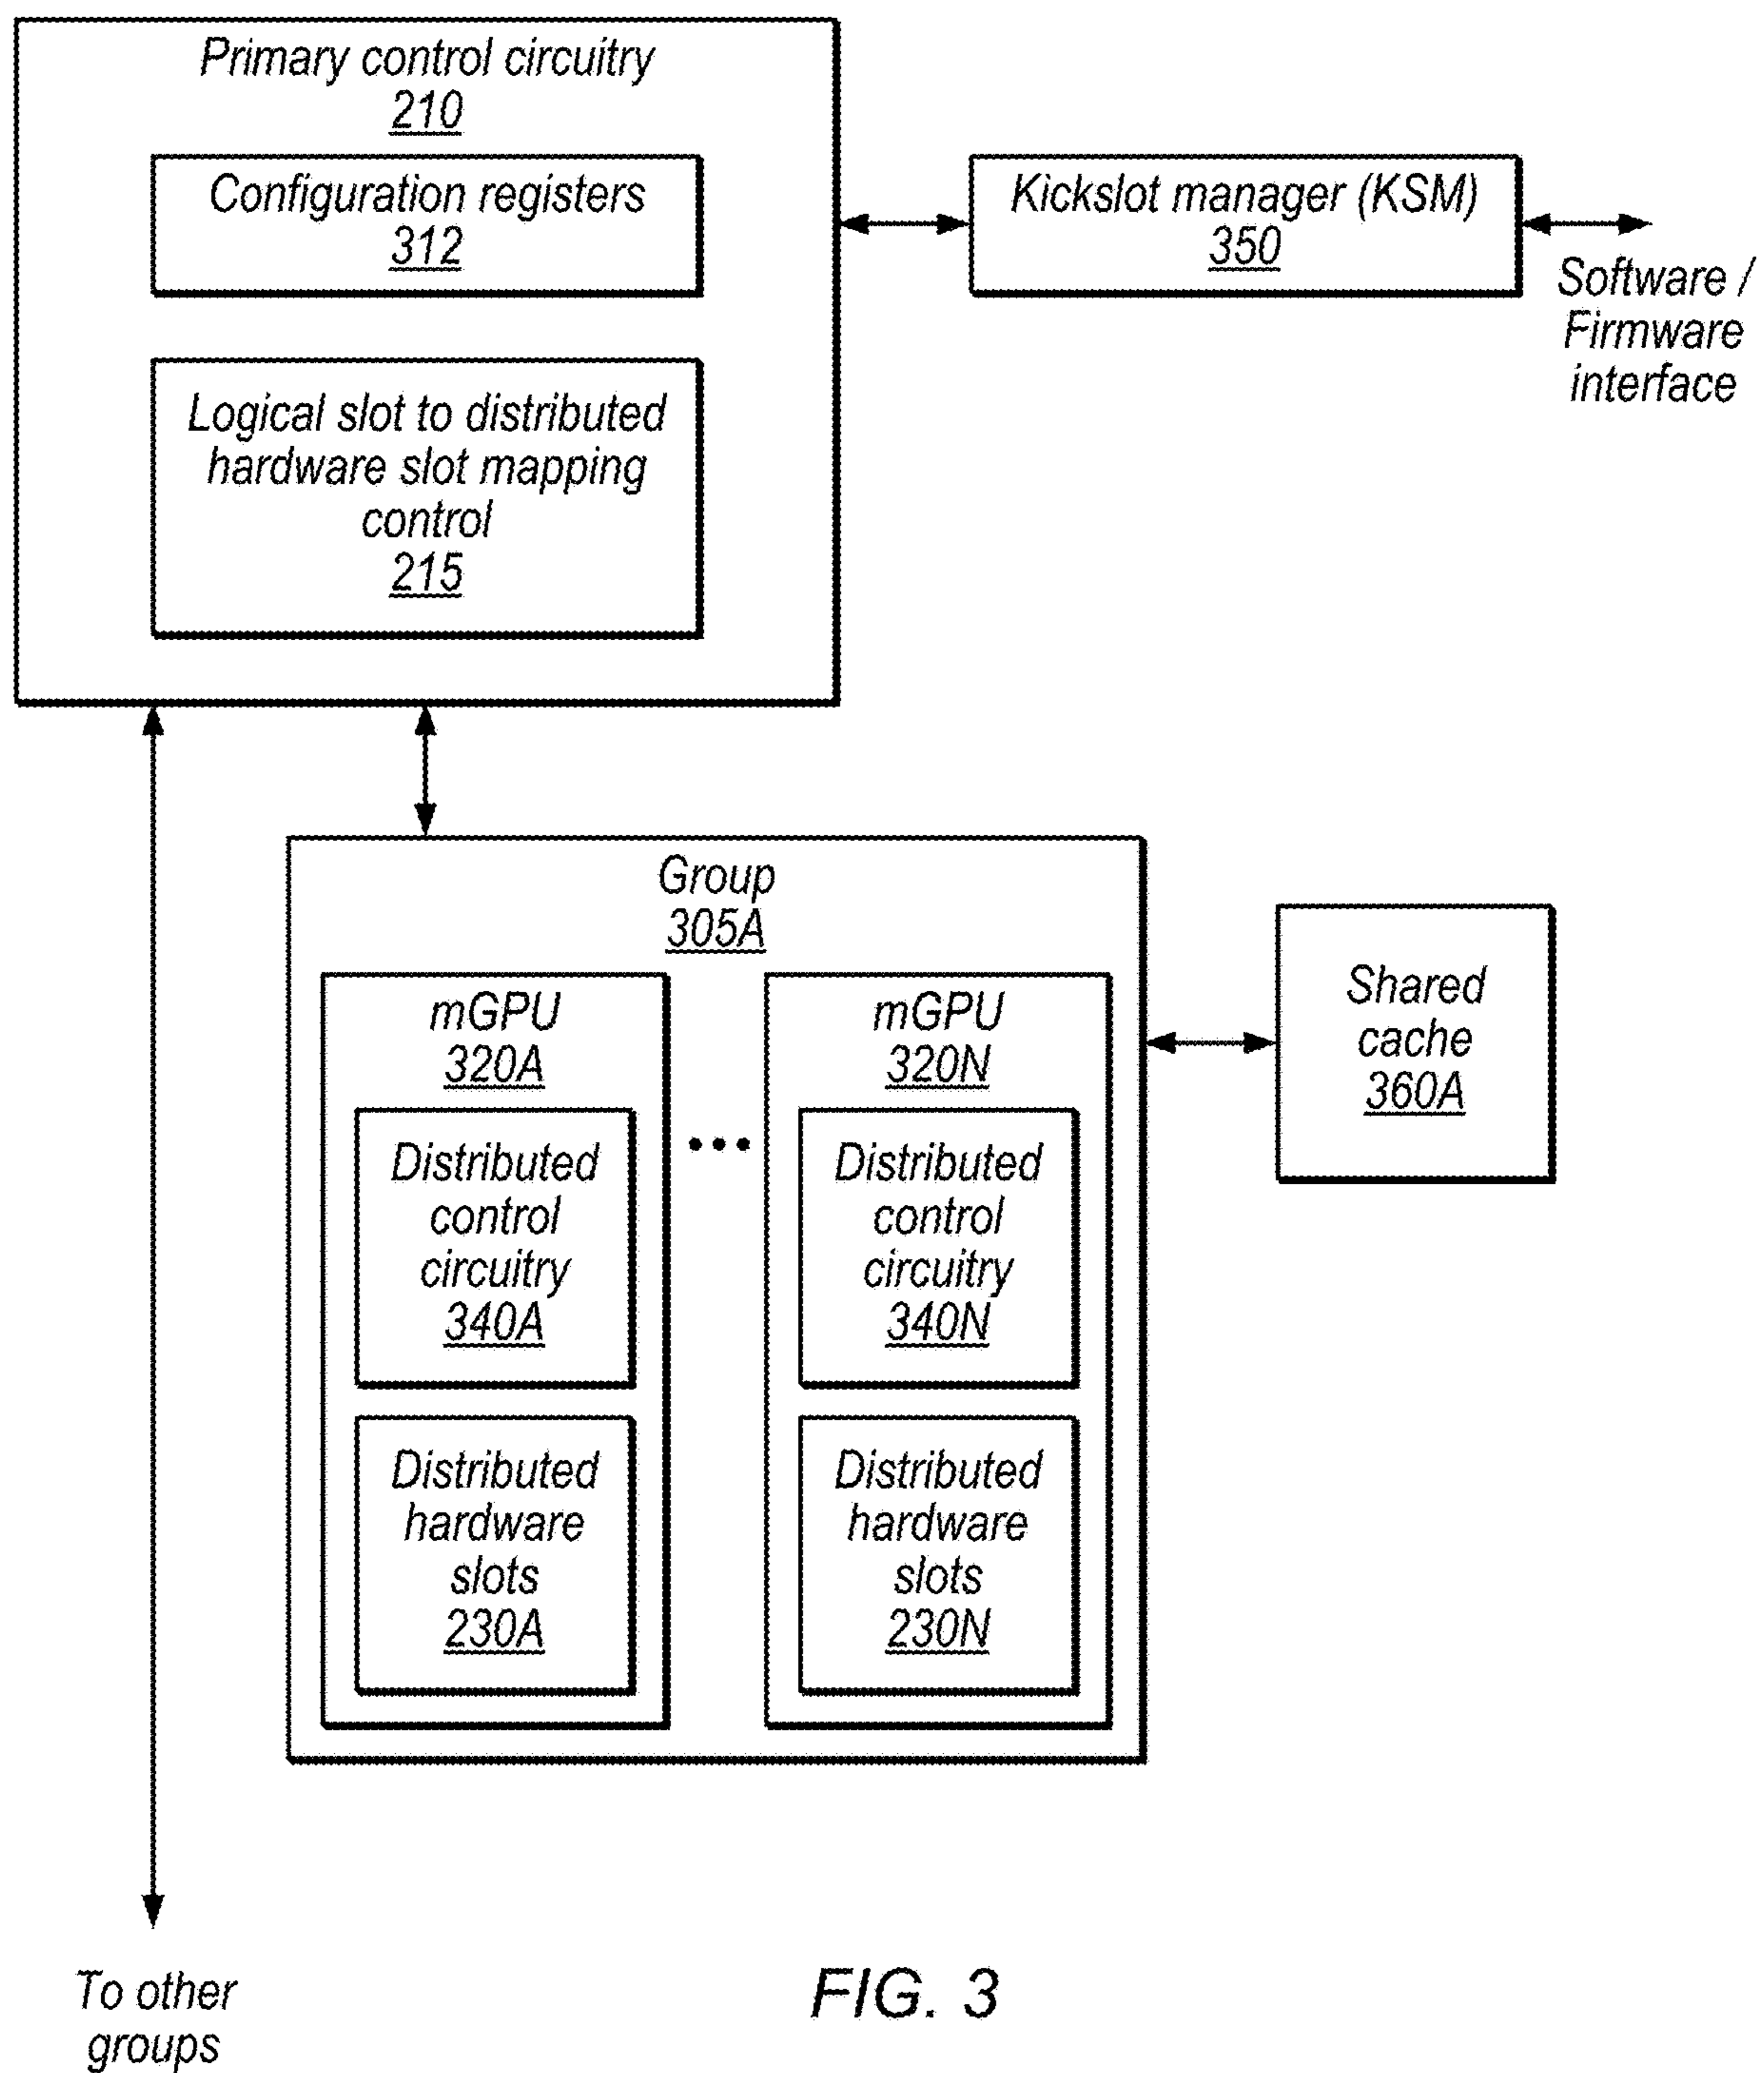 Primary control circuitry
210
Configuration registers
312
Logical slot to distributed
hardware slot mapping
control
215
Kickslot manager (KSM)
350
Software /
Firmware
interface
Group
305A
mGPU
320A
Distributed
control
circuitry
340A
Distributed
hardware
slots
230A
mGPU
320N
Distributed
control
circuitry
340N
Distributed
hardware
slots
230N
Shared
cache
360A
To other
groups
FIG. 3